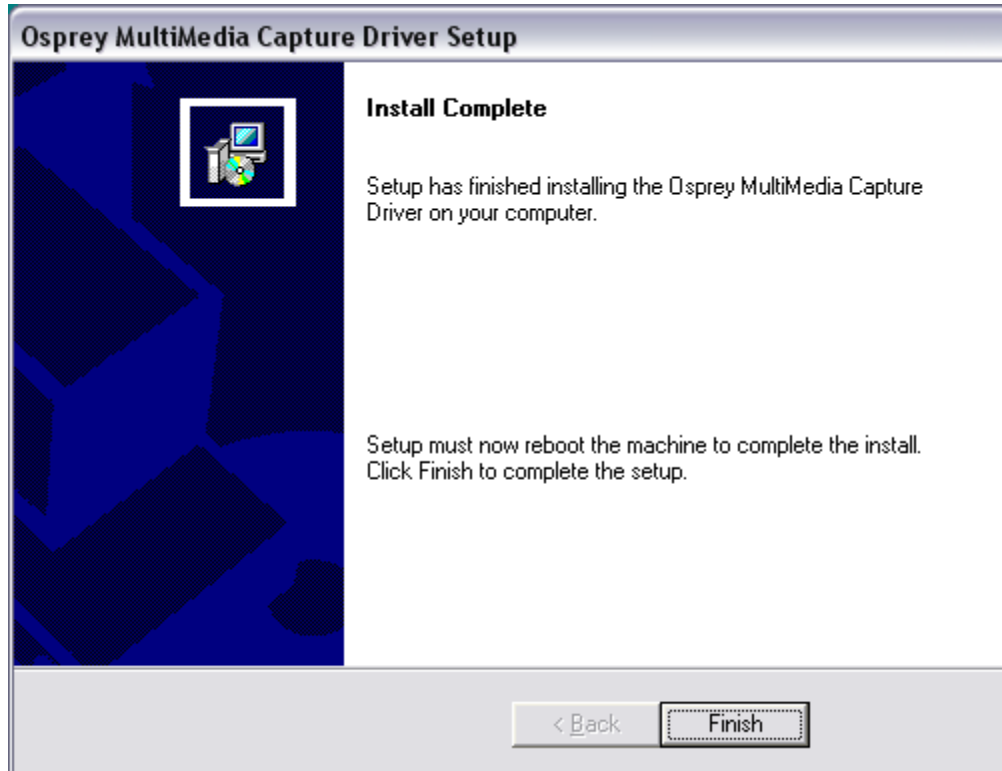 Osprey MultiMedia Capture Driver Setup
Install Complete
Setup has finished installing the Osprey MultiMedia Capture
Driver on your computer.
Setup must now reboot the machine to complete the install.
Click Finish to complete the setup.
< Back
Finish